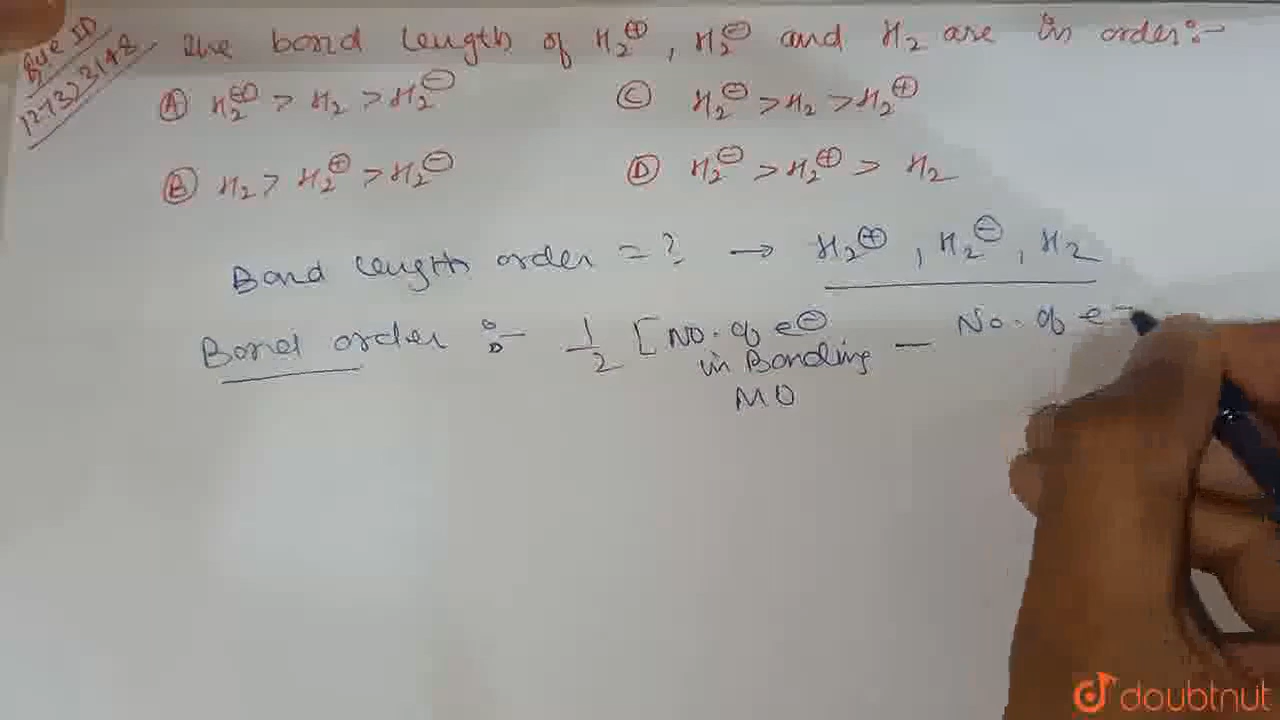 Que ID
127323148
The bond length of H₂⊕, H₂⊖ and H₂ are in order:-
Ⓐ H₂⊕ > H₂ > H₂⊖
Ⓒ H₂⊖ > H₂ > H₂⊕
Ⓑ H₂ > H₂⊕ > H₂⊖
Ⓓ H₂⊖ > H₂⊕ > H₂
Bond length order = ? → H₂⊕, H₂⊖, H₂
Bond order :- 1/2 [No. of e⊖ in Bonding MO — No. of e⁻
doubtnut